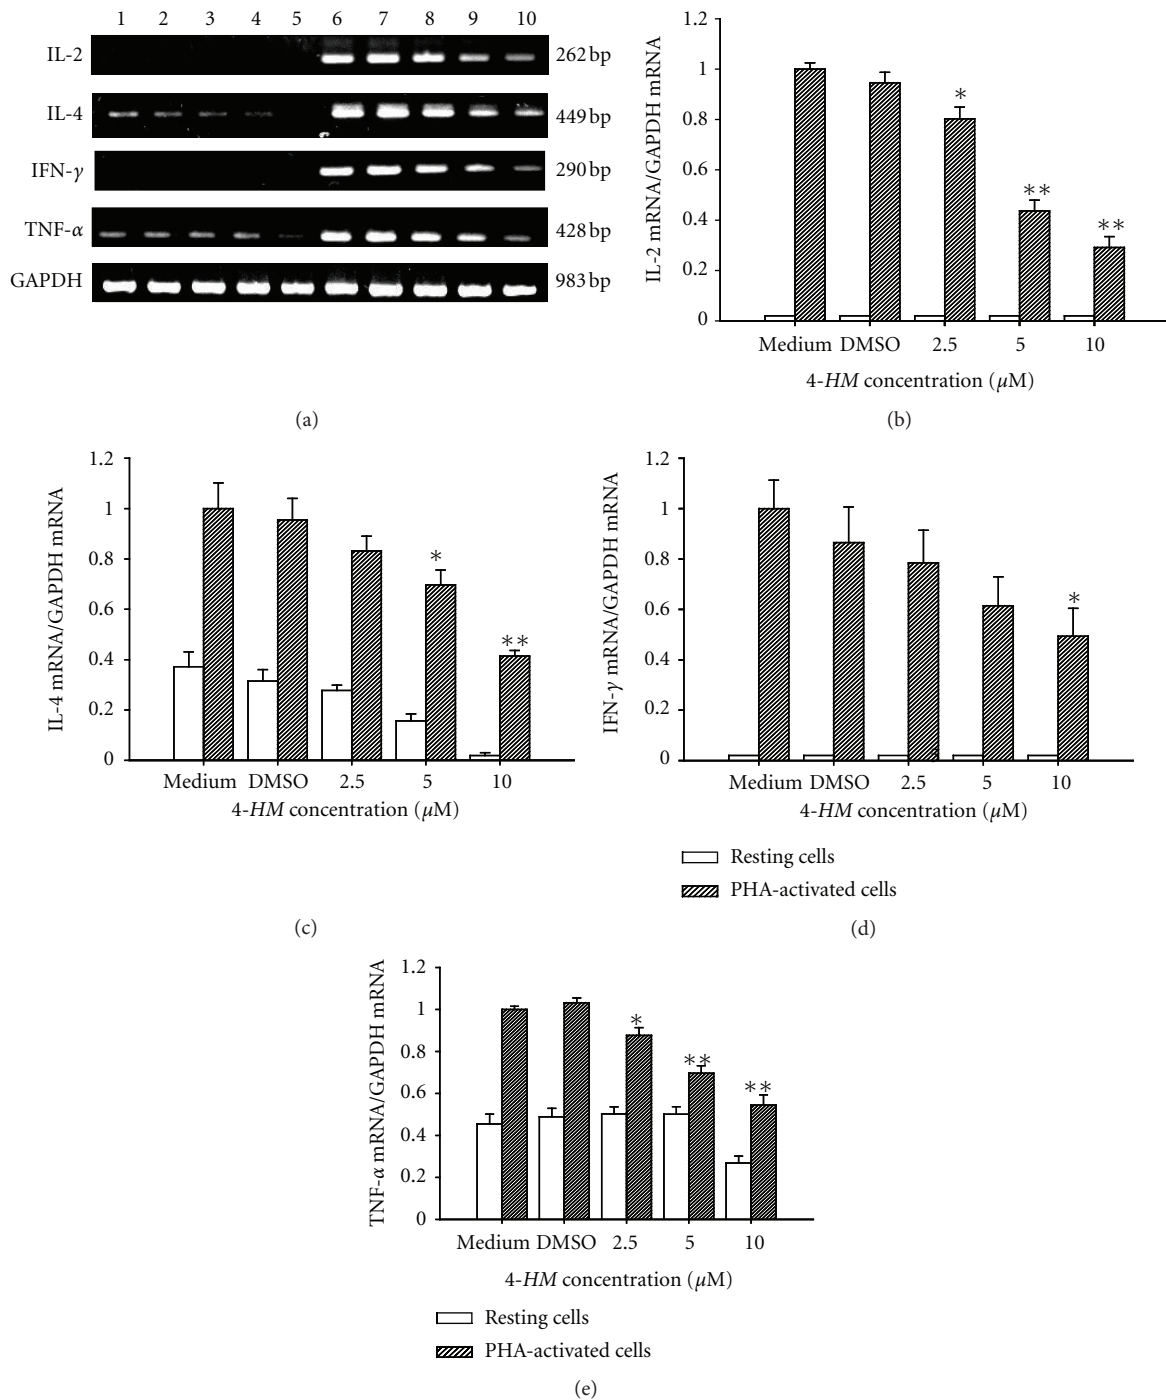 1 2 3 4 5 6 7 8 9 10
IL-2 262 bp
IL-4 449 bp
IFN-γ 290 bp
TNF-α 428 bp
GAPDH 983 bp
(a)
IL-2 mRNA/GAPDH mRNA
1.2
1
0.8
0.6
0.4
0.2
0
*
**
**
Medium DMSO 2.5 5 10
4-HM concentration (μM)
(b)
IL-4 mRNA/GAPDH mRNA
1.2
1
0.8
0.6
0.4
0.2
0
*
**
Medium DMSO 2.5 5 10
4-HM concentration (μM)
(c)
IFN-γ mRNA/GAPDH mRNA
1.2
1
0.8
0.6
0.4
0.2
0
*
Medium DMSO 2.5 5 10
4-HM concentration (μM)
Resting cells
PHA-activated cells
(d)
TNF-α mRNA/GAPDH mRNA
1.2
1
0.8
0.6
0.4
0.2
0
*
**
**
Medium DMSO 2.5 5 10
4-HM concentration (μM)
Resting cells
PHA-activated cells
(e)